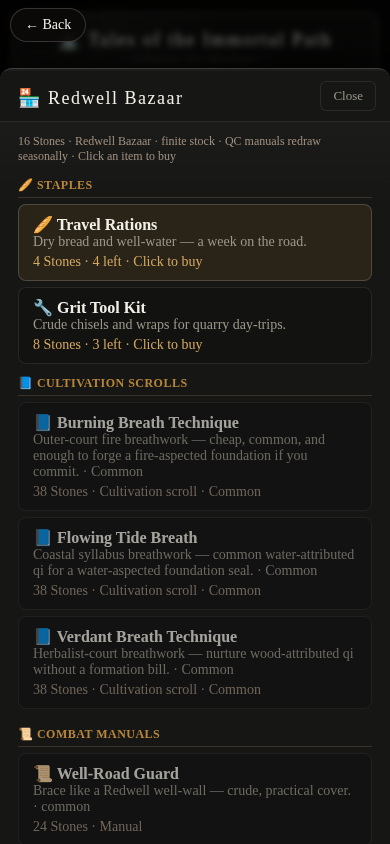 ← Back
Tales of the Immortal Path
🏪 Redwell Bazaar
Close
16 Stones · Redwell Bazaar · finite stock · QC manuals redraw
seasonally · Click an item to buy
🥖 STAPLES
🥖 Travel Rations
Dry bread and well-water — a week on the road.
4 Stones · 4 left · Click to buy
🔧 Grit Tool Kit
Crude chisels and wraps for quarry day-trips.
8 Stones · 3 left · Click to buy
📘 CULTIVATION SCROLLS
📘 Burning Breath Technique
Outer-court fire breathwork — cheap, common, and
enough to forge a fire-aspected foundation if you
commit. · Common
38 Stones · Cultivation scroll · Common
📘 Flowing Tide Breath
Coastal syllabus breathwork — common water-attributed
qi for a water-aspected foundation seal. · Common
38 Stones · Cultivation scroll · Common
📘 Verdant Breath Technique
Herbalist-court breathwork — nurture wood-attributed qi
without a formation bill. · Common
38 Stones · Cultivation scroll · Common
📜 COMBAT MANUALS
📜 Well-Road Guard
Brace like a Redwell well-wall — crude, practical cover.
· common
24 Stones · Manual